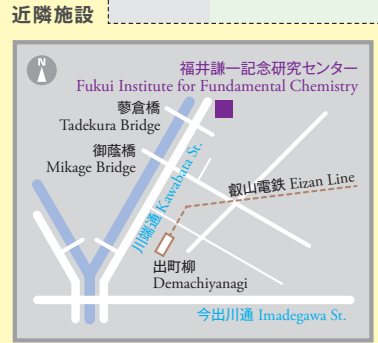 近隣施設
N
福井謙一記念研究センター
Fukui Institute for Fundamental Chemistry
蓼倉橋
Tadekura Bridge
御蔭橋
Mikage Bridge
川端通 Kawabata St.
叡山電鉄 Eizan Line
出町柳
Demachiyanagi
今出川通 Imadegawa St.